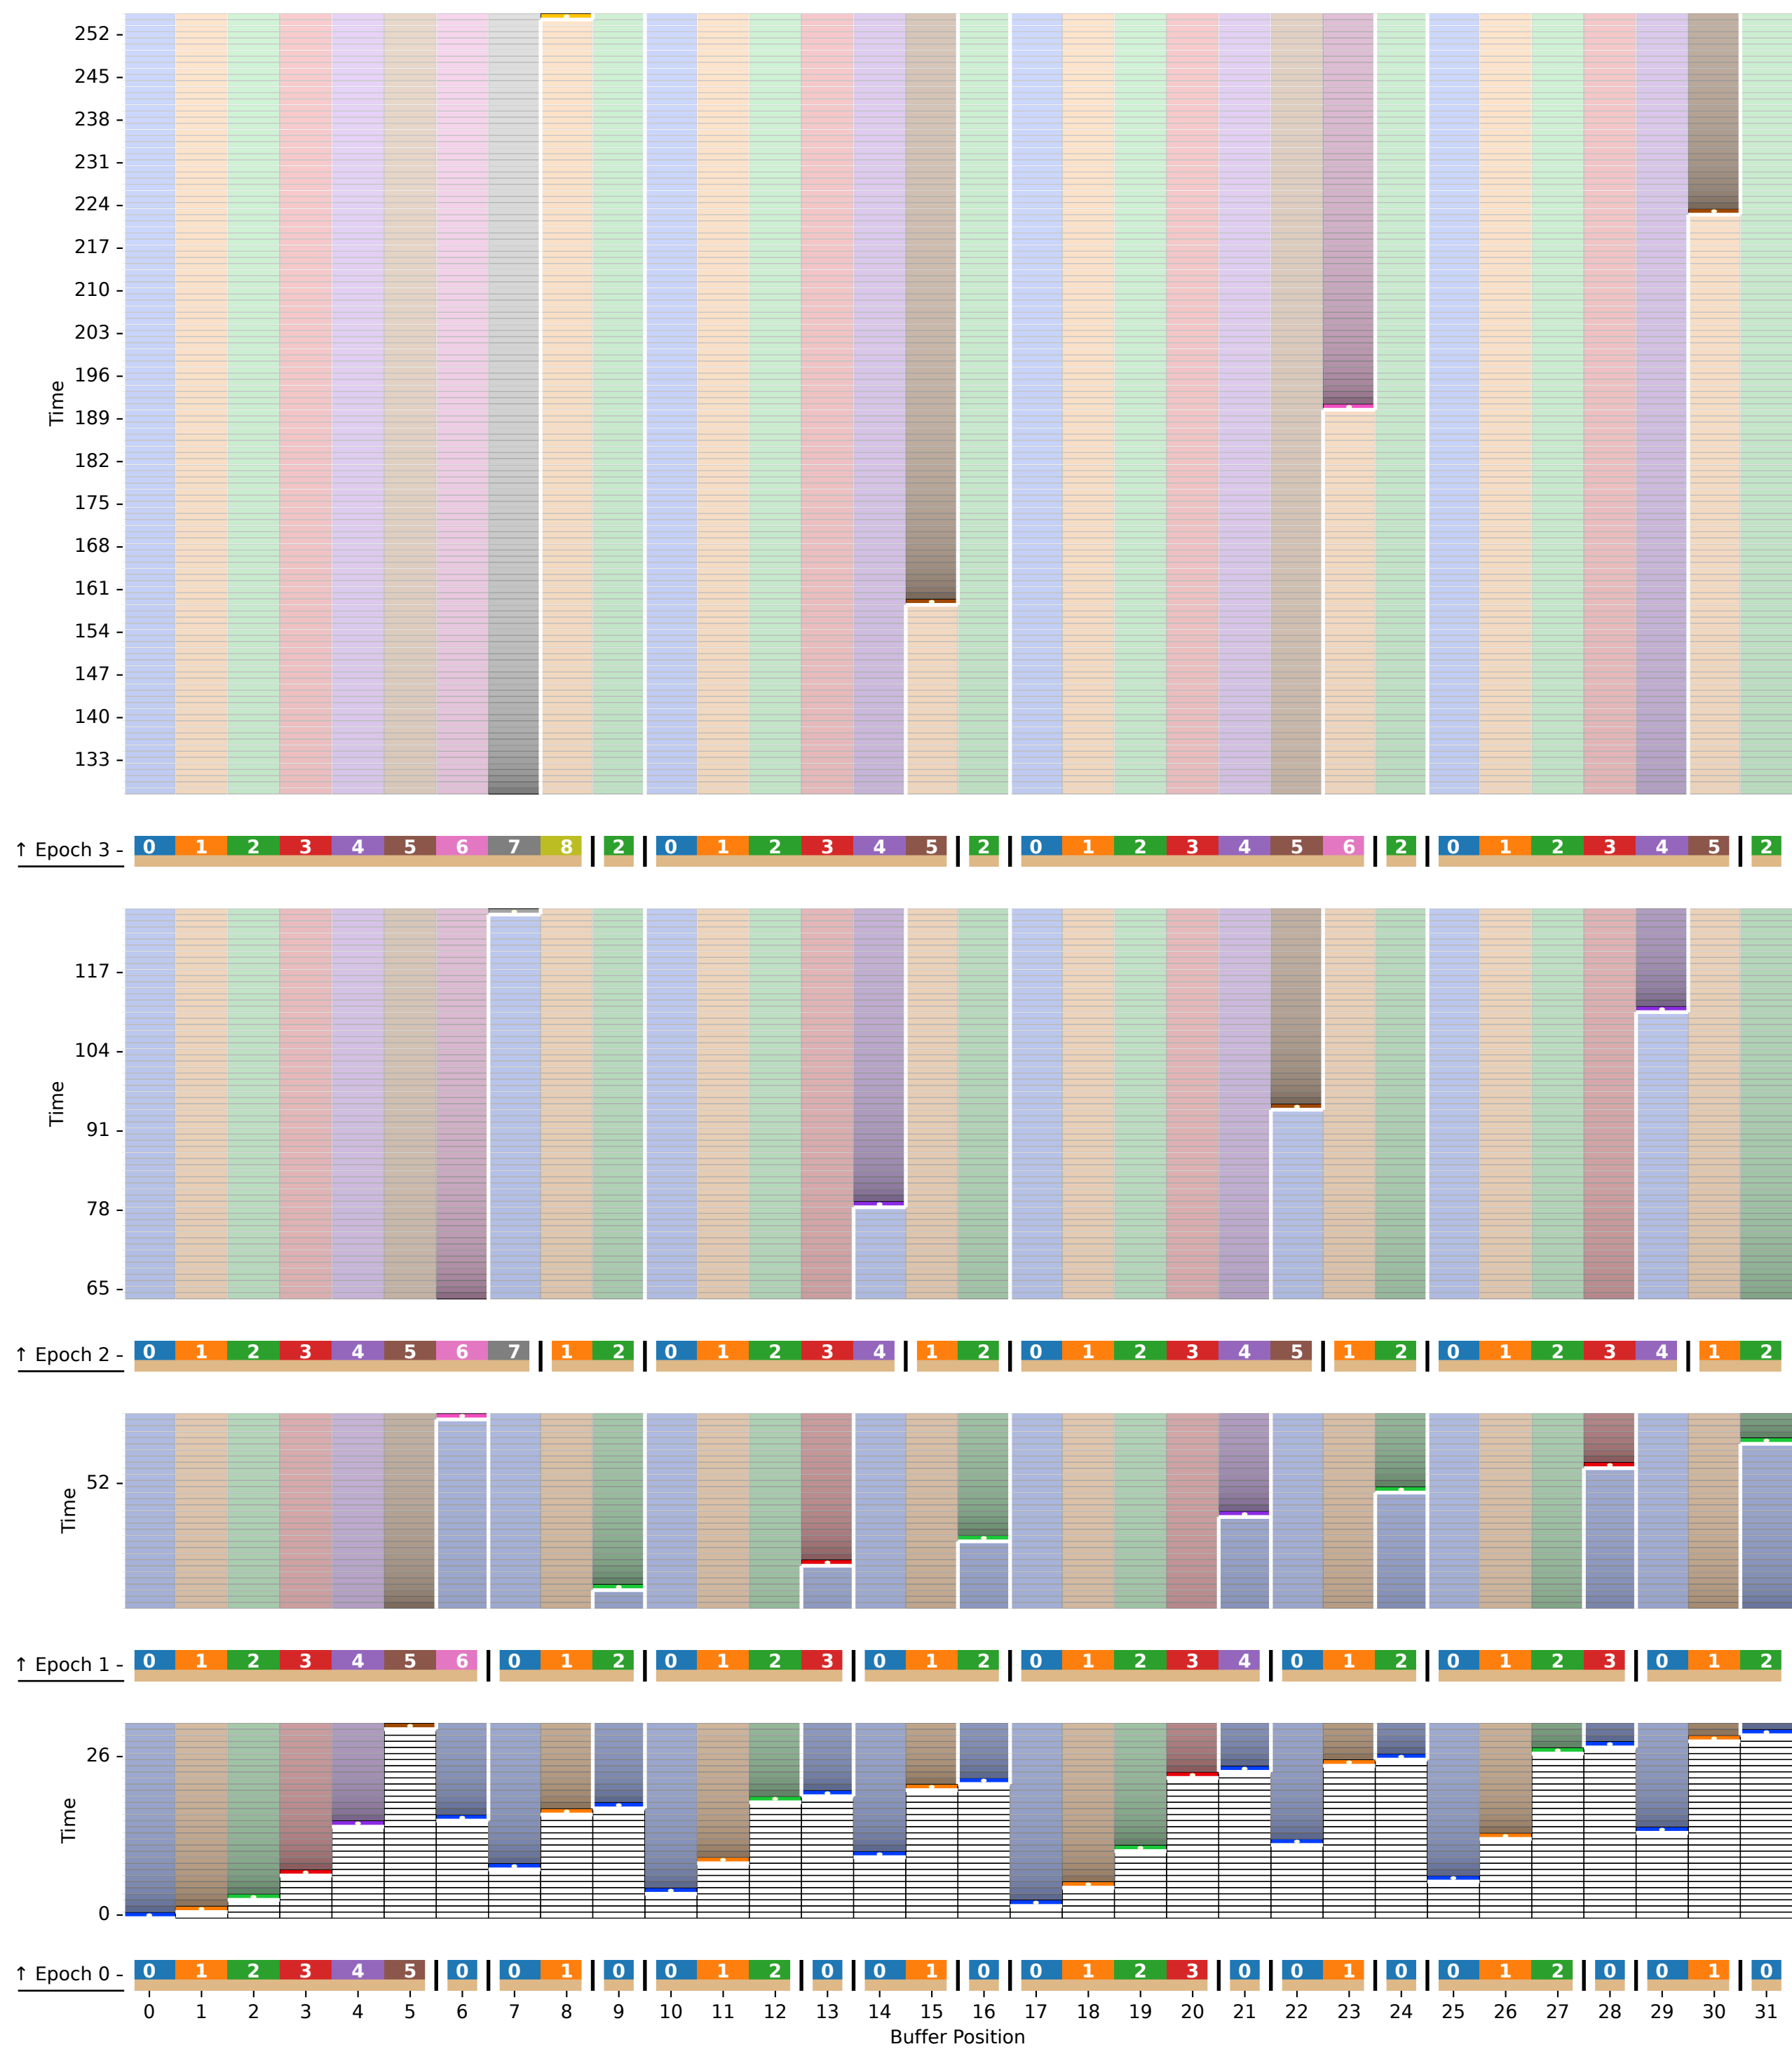 252
245
238
231
224
217
210
203
196
189
182
175
168
161
154
147
140
133
Time
↑ Epoch 3
0 1 2 3 4 5 6 7 8 2 0 1 2 3 4 5 2 0 1 2 3 4 5 6 2 0 1 2 3 4 5 2
117
104
91
78
65
Time
↑ Epoch 2
0 1 2 3 4 5 6 7 1 2 0 1 2 3 4 1 2 0 1 2 3 4 5 1 2 0 1 2 3 4 1 2
52
Time
↑ Epoch 1
0 1 2 3 4 5 6 0 1 2 0 1 2 3 0 1 2 0 1 2 3 4 0 1 2 0 1 2 3 0 1 2
26
0
Time
↑ Epoch 0
0 1 2 3 4 5 0 0 1 0 0 1 2 0 0 1 0 0 1 2 3 0 0 1 0 0 1 2 0 0 1 0
0 1 2 3 4 5 6 7 8 9 10 11 12 13 14 15 16 17 18 19 20 21 22 23 24 25 26 27 28 29 30 31
Buffer Position